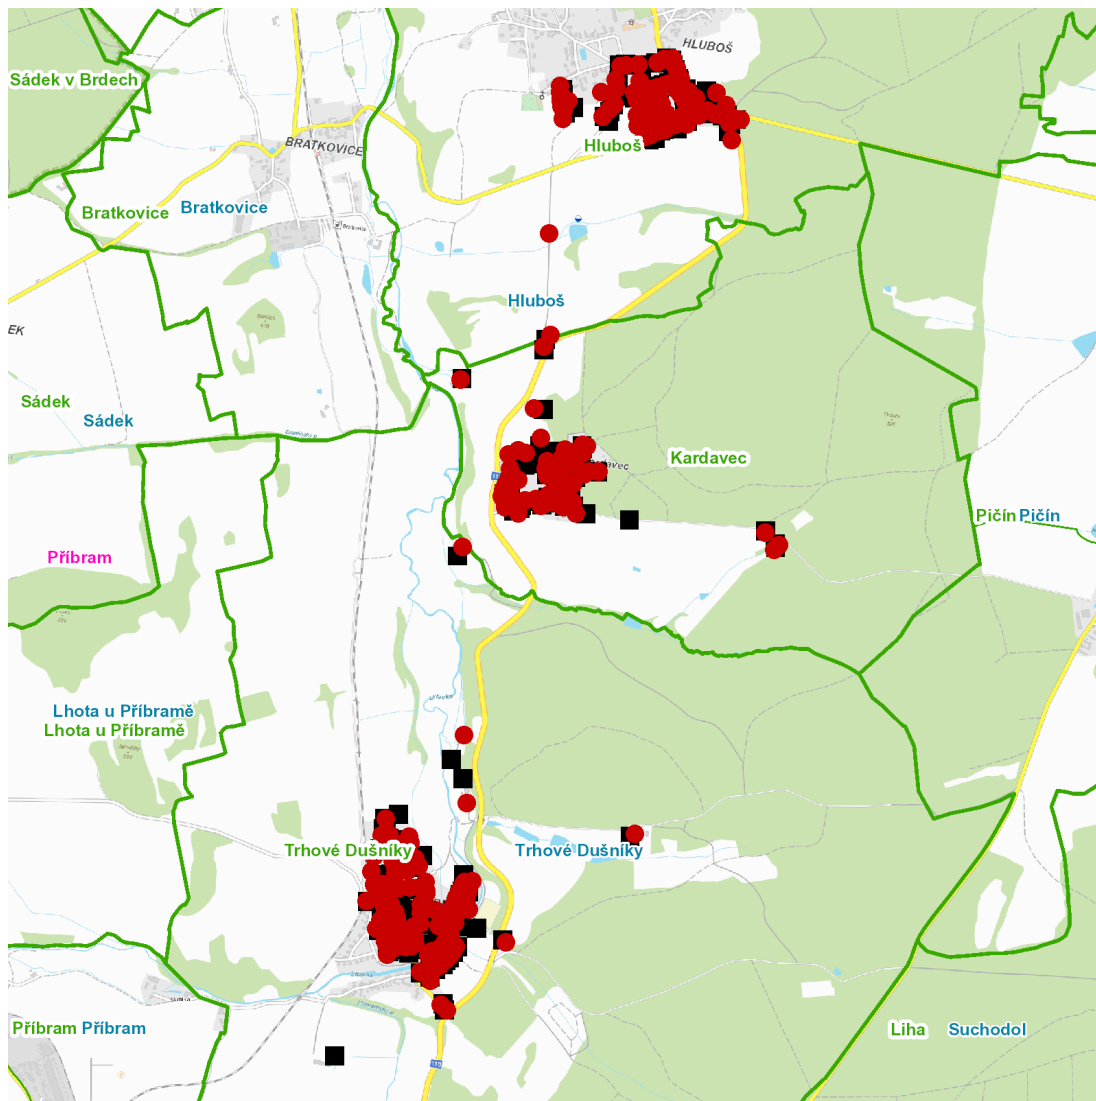 HLUBOŠ
Sádek v Brdech
BRATKOVICE
Hluboš
Bratkovice
Bratkovice
Hluboš
EK
Sádek
Sádek
Kardavec
Pičín
Pičín
Příbram
Lhota u Příbramě
Lhota u Příbramě
Trhové Dušníky
Trhové Dušníky
Příbram
Příbram
Liha
Suchodol